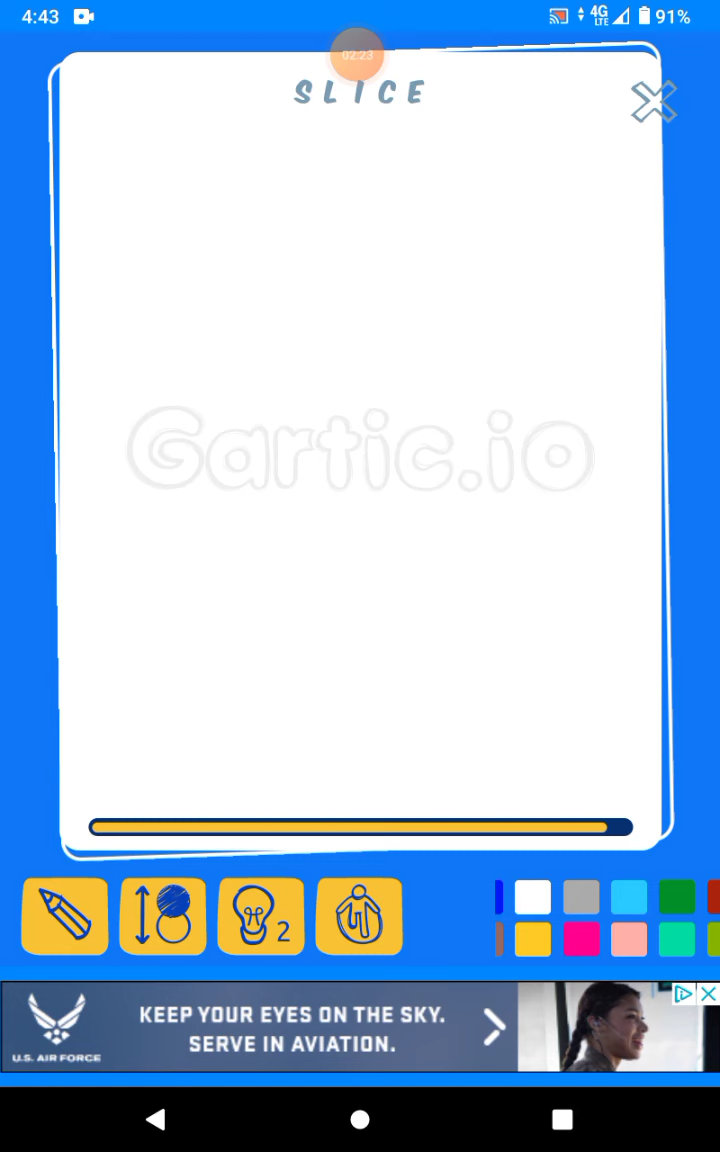 4:43
4G
LTE
91%
02:23
SLICE
Gartic.io
2
KEEP YOUR EYES ON THE SKY.
SERVE IN AVIATION.
U.S. AIR FORCE